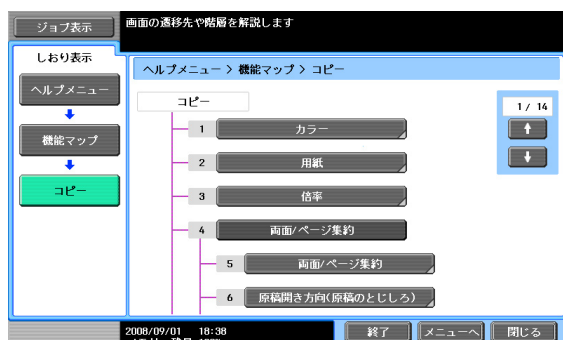 ジョブ表示
画面の遷移先や階層を解説します
しおり表示
ヘルプメニュー
機能マップ
コピー
ヘルプメニュー > 機能マップ > コピー
コピー
1 カラー
2 用紙
3 倍率
4 両面/ページ集約
5 両面/ページ集約
6 原稿開き方向(原稿のとじしろ)
1/ 14
2008/09/01 18:38
終了
メニューへ
閉じる